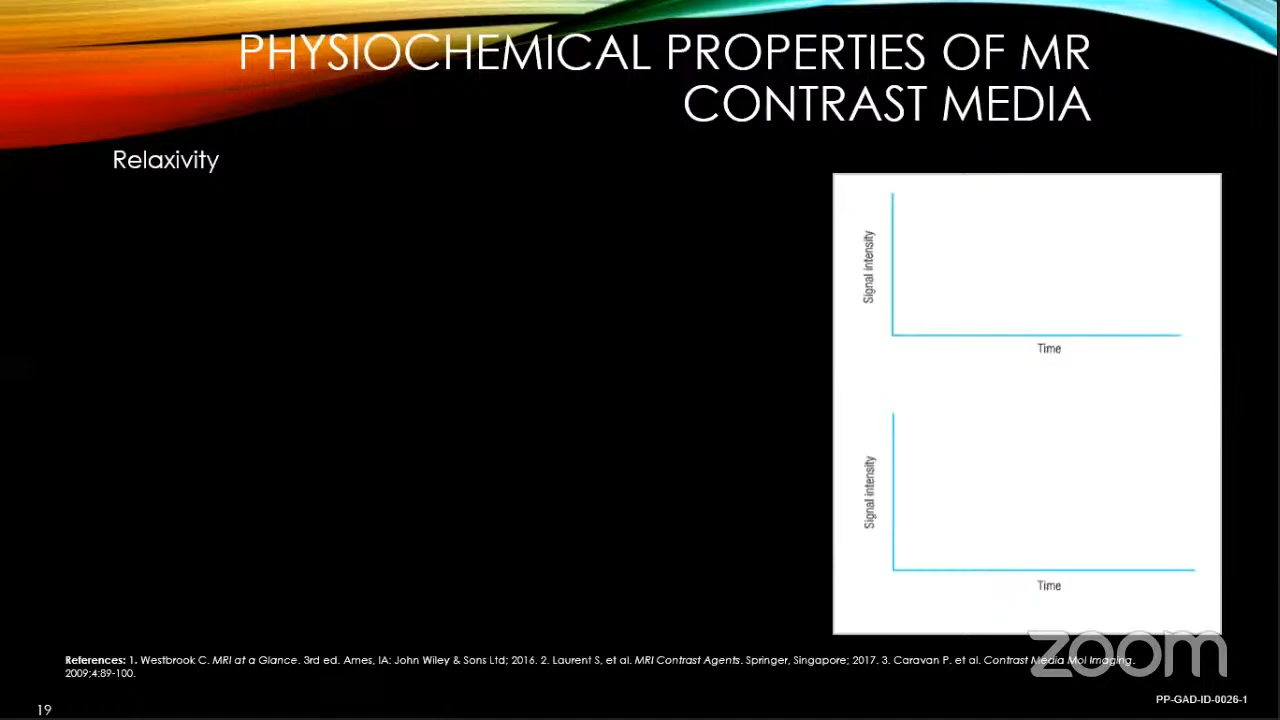 PHYSIOCHEMICAL PROPERTIES OF MR
CONTRAST MEDIA
Relaxivity
Signal intensity
Time
Signal intensity
Time
References: 1. Westbrook C. MRI at a Glance. 3rd ed. Ames, IA: John Wiley & Sons Ltd; 2016. 2. Laurent S, et al. MRI Contrast Agents. Springer, Singapore; 2017. 3. Caravan P. et al. Contrast Media Mol Imaging.
2009;4:89-100.
zoom
PP-GAD-ID-0026-1
19